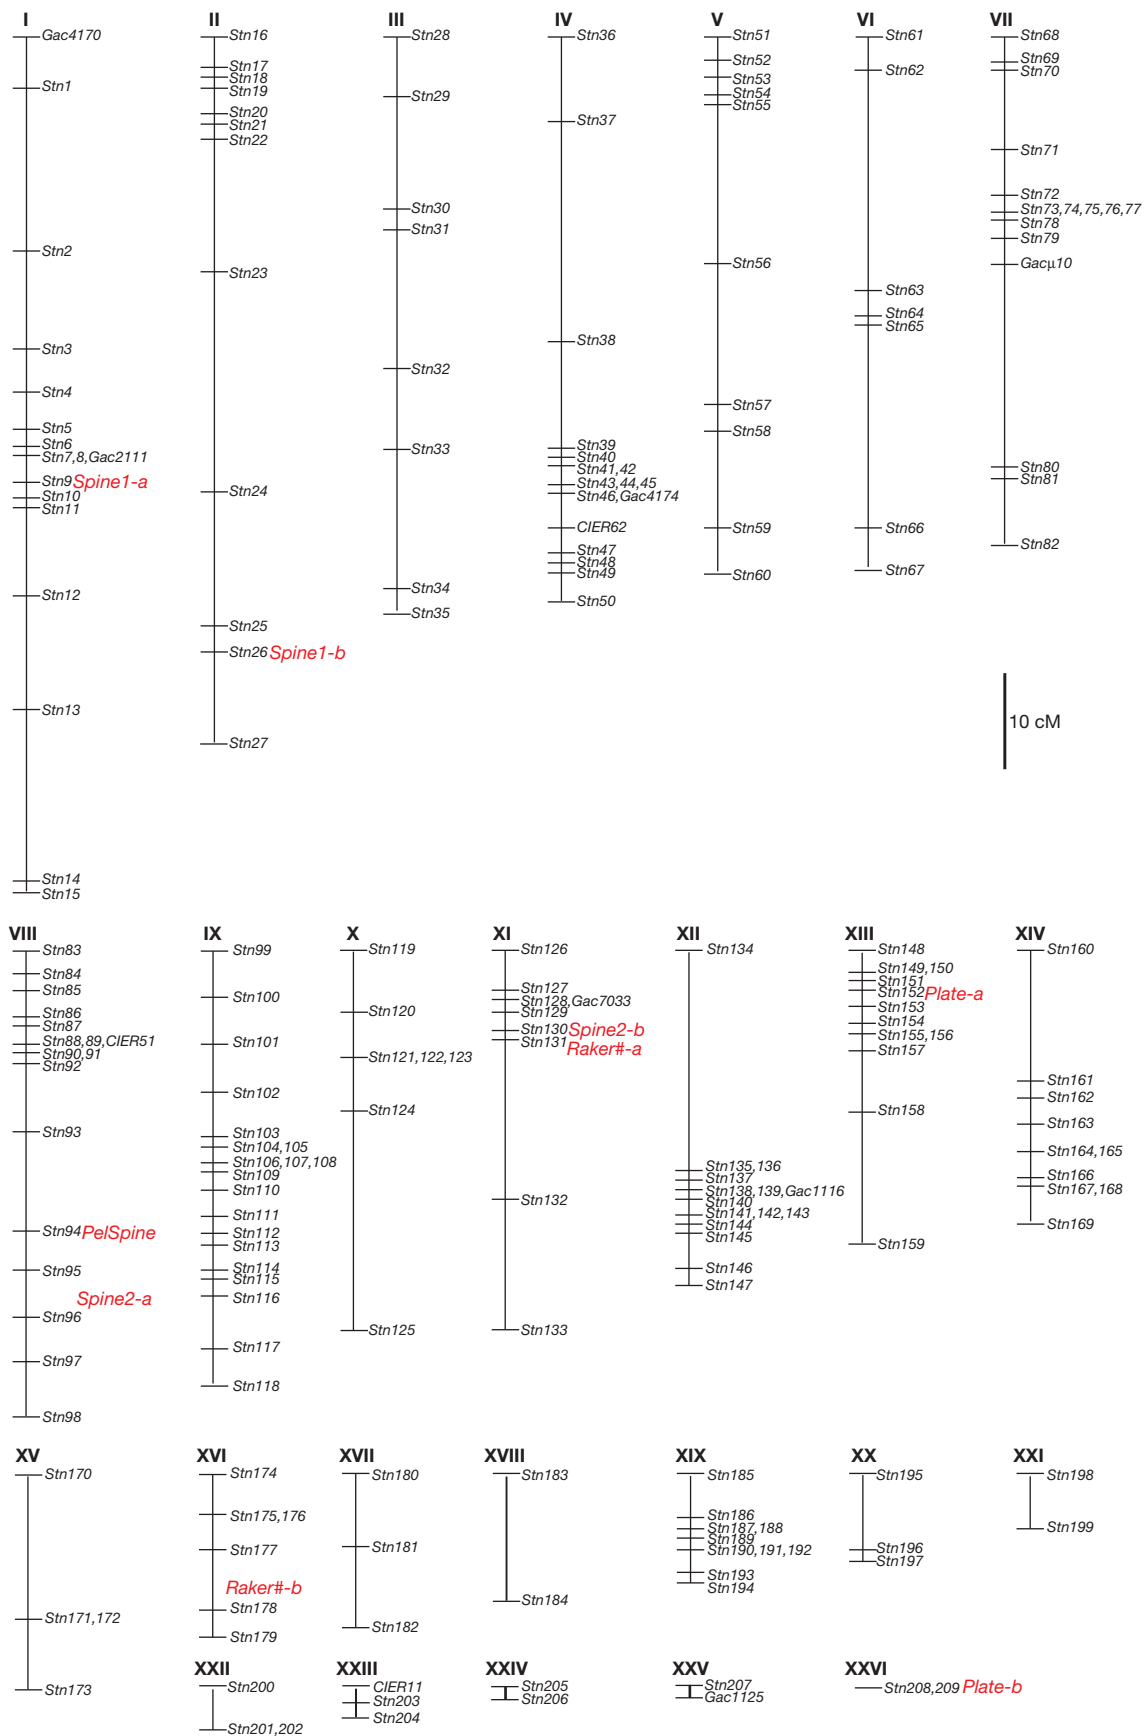 I
Gac4170
Stn1
Stn2
Stn3
Stn4
Stn5
Stn6
Stn7,8,Gac2111
Stn9 Spine1-a
Stn10
Stn11
Stn12
Stn13
Stn14
Stn15
II
Stn16
Stn17
Stn18
Stn19
Stn20
Stn21
Stn22
Stn23
Stn24
Stn25
Stn26 Spine1-b
Stn27
III
Stn28
Stn29
Stn30
Stn31
Stn32
Stn33
Stn34
Stn35
IV
Stn36
Stn37
Stn38
Stn39
Stn40
Stn41,42
Stn43,44,45
Stn46,Gac4174
CIER62
Stn47
Stn48
Stn49
Stn50
V
Stn51
Stn52
Stn53
Stn54
Stn55
Stn56
Stn57
Stn58
Stn59
Stn60
VI
Stn61
Stn62
Stn63
Stn64
Stn65
Stn66
Stn67
VII
Stn68
Stn69
Stn70
Stn71
Stn72
Stn73,74,75,76,77
Stn78
Stn79
Gacµ10
Stn80
Stn81
Stn82
10 cM
VIII
Stn83
Stn84
Stn85
Stn86
Stn87
Stn88,89,CIER51
Stn90,91
Stn92
Stn93
Stn94 PelSpine
Stn95
Spine2-a
Stn96
Stn97
Stn98
IX
Stn99
Stn100
Stn101
Stn102
Stn103
Stn104,105
Stn106,107,108
Stn109
Stn110
Stn111
Stn112
Stn113
Stn114
Stn115
Stn116
Stn117
Stn118
X
Stn119
Stn120
Stn121,122,123
Stn124
Stn125
XI
Stn126
Stn127
Stn128,Gac7033
Stn129
Stn130 Spine2-b
Stn131 Raker#-a
Stn132
Stn133
XII
Stn134
Stn135,136
Stn137
Stn138,139,Gac1116
Stn140
Stn141,142,143
Stn144
Stn145
Stn146
Stn147
XIII
Stn148
Stn149,150
Stn151
Stn152 Plate-a
Stn153
Stn154
Stn155,156
Stn157
Stn158
Stn159
XIV
Stn160
Stn161
Stn162
Stn163
Stn164,165
Stn166
Stn167,168
Stn169
XV
Stn170
Stn171,172
Stn173
XVI
Stn174
Stn175,176
Stn177
Raker#-b
Stn178
Stn179
XVII
Stn180
Stn181
Stn182
XVIII
Stn183
Stn184
XIX
Stn185
Stn186
Stn187,188
Stn189
Stn190,191,192
Stn193
Stn194
XX
Stn195
Stn196
Stn197
XXI
Stn198
Stn199
XXII
Stn200
Stn201,202
XXIII
CIER11
Stn203
Stn204
XXIV
Stn205
Stn206
XXV
Stn207
Gac1125
XXVI
Stn208,209 Plate-b